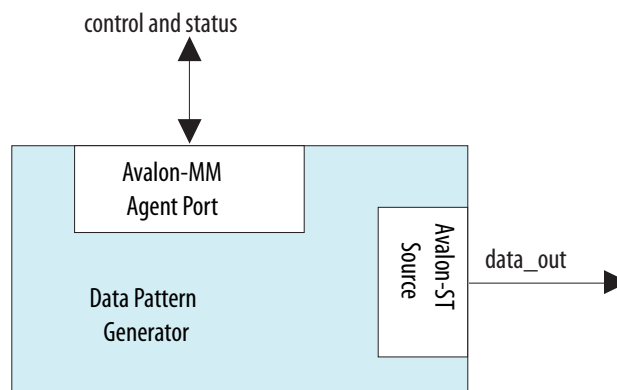 control and status
Avalon-MM
Agent Port
Avalon-ST
Source
data_out
Data Pattern
Generator